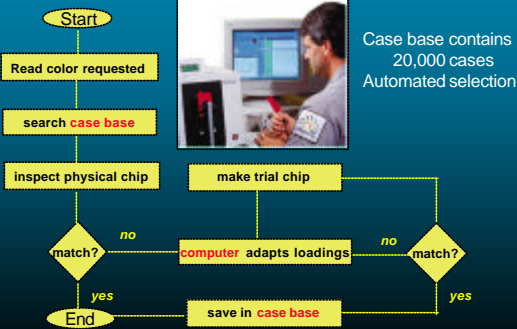 Start
Case base contains
20,000 cases
Automated selection
Read color requested
search case base
inspect physical chip
make trial chip
match?
no
computer adapts loadings
no
match?
yes
yes
End
save in case base